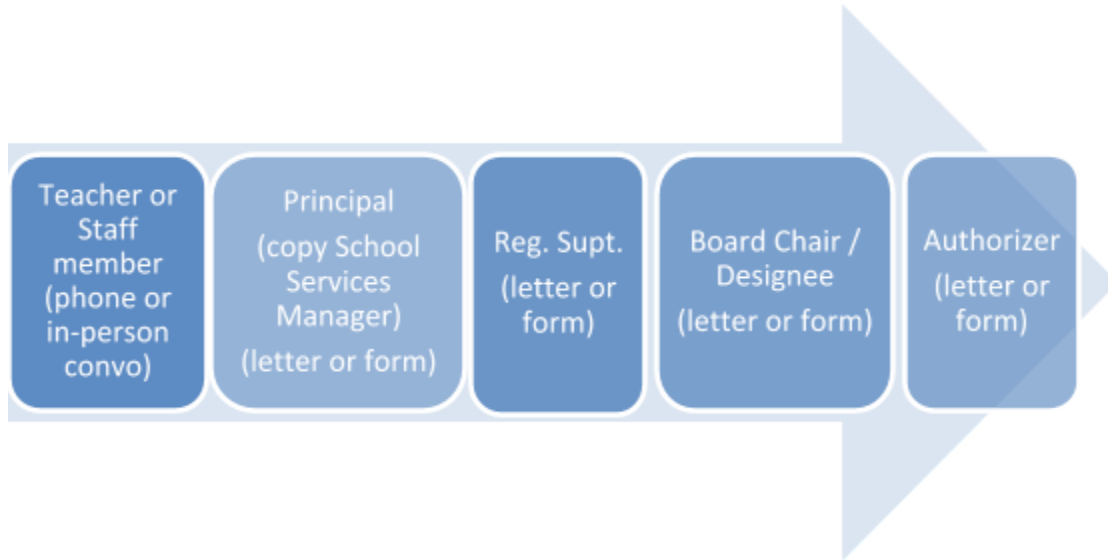 Teacher or
Staff
member
(phone or
in-person
convo)
Principal
(copy School
Services
Manager)
(letter or form)
Reg. Supt.
(letter or
form)
Board Chair /
Designee
(letter or form)
Authorizer
(letter or
form)